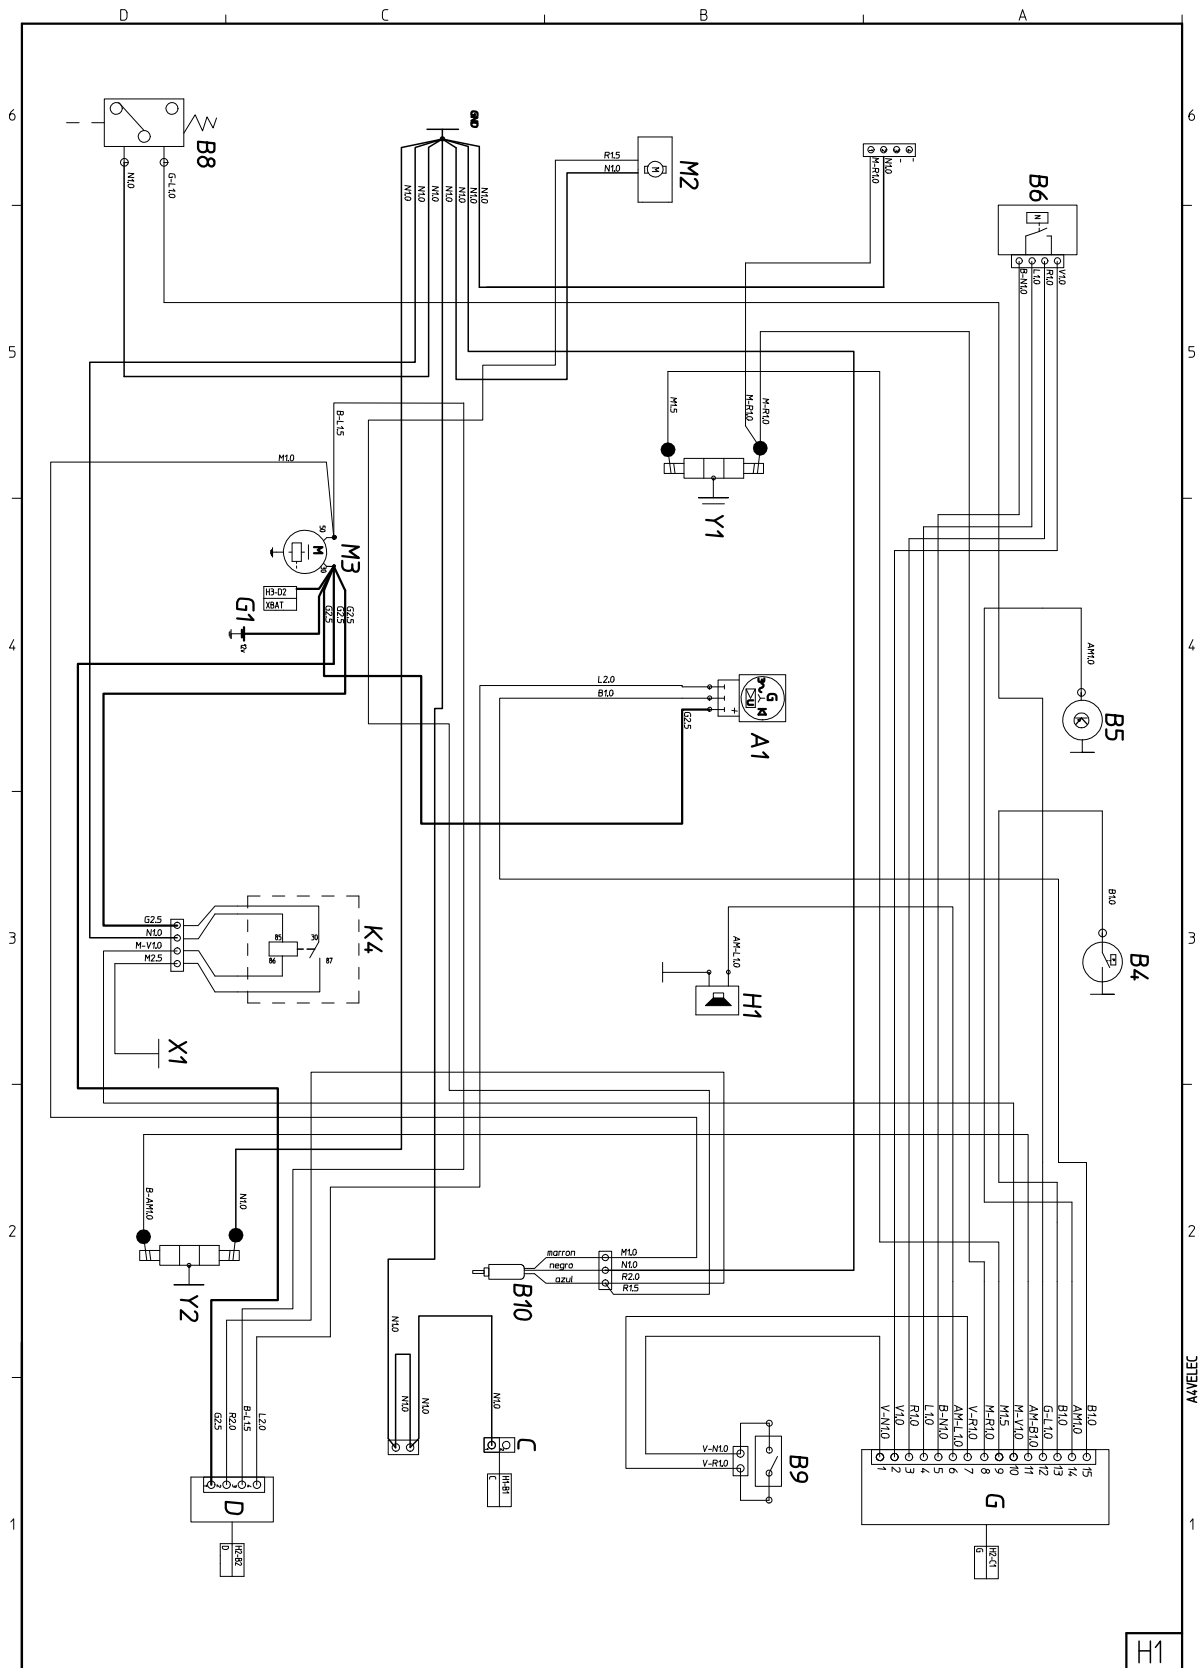 D
C
B
A
6
6
B8
N1.0
G-L1.0
GND
N1.0
N1.0
N1.0
N1.0
N1.0
N1.0
N1.0
R1.5
N1.0
M
M2
M-R1.0
N1.0
-
-
B6
B-N1.0
L1.0
R1.0
V1.0
5
5
B-L1.5
M1.0
M1.5
M-R1.0
M-R1.0
Y1
50
M
30
M3
H3-D2
XBAT
G1
12v
G2.5
G2.5
G2.5
4
4
AM1.0
B5
L2.0
B1.0
G2.5
G
U
+
A1
B1.0
B4
3
3
G2.5
N1.0
M-V1.0
M2.5
85
30
86
87
K4
AM-L1.0
H1
X1
B-AM1.0
N1.0
Y2
2
2
marron
negro
azul
M1.0
N1.0
R2.0
R1.5
B10
N1.0
N1.0
N1.0
N1.0
C
H1-B1
C
G2.5
R2.0
B-L1.5
L2.0
1
2
3
4
D
H2-B2
D
V-N1.0
V-R1.0
B9
V-N1.0
V1.0
R1.0
L1.0
B-N1.0
AM-L1.0
V-R1.0
M-R1.0
M1.5
M-V1.0
AM-B1.0
G-L1.0
B1.0
AM1.0
B1.0
1
2
3
4
5
6
7
8
9
10
11
12
13
14
15
G
H2-C1
G
1
1
A4VELEC
H1